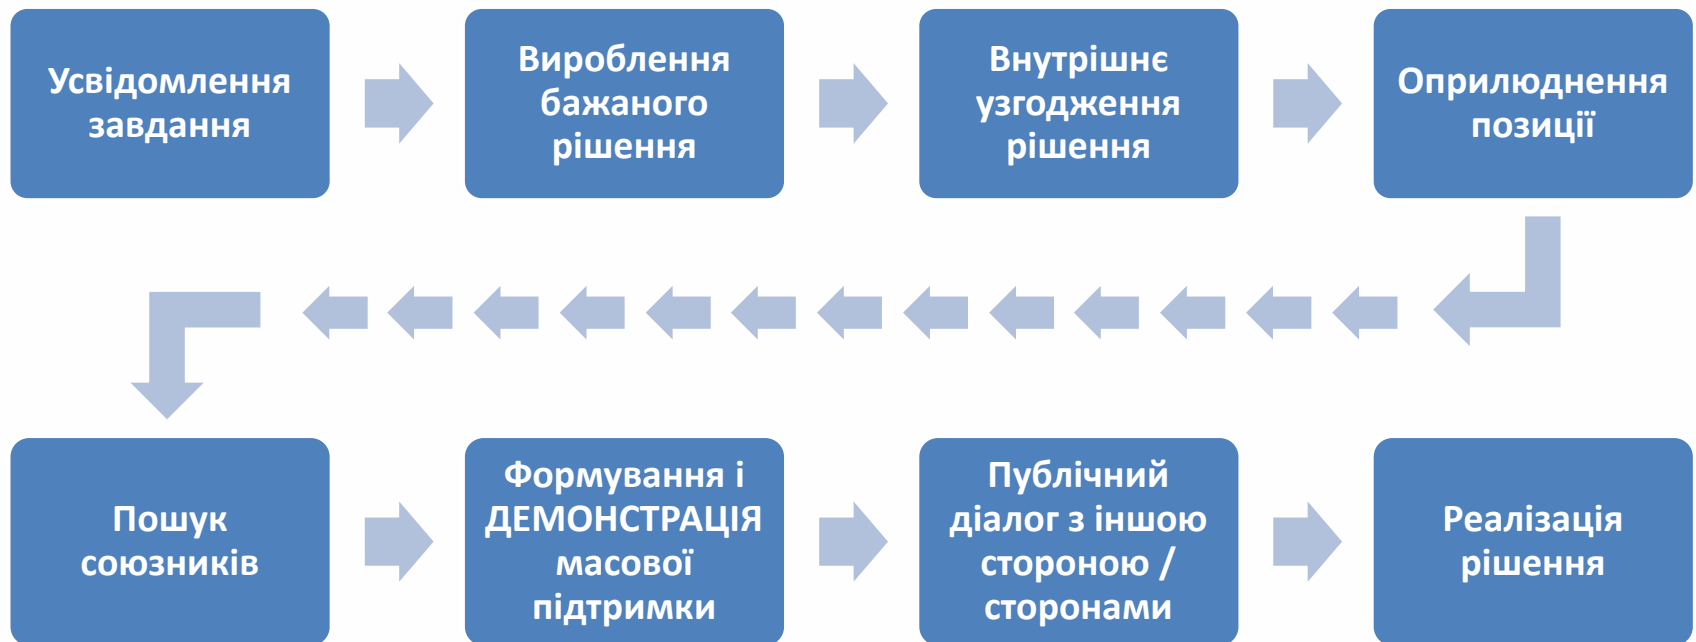 Усвідомлення
завдання
Вироблення
бажаного
рішення
Внутрішнє
узгодження
рішення
Оприлюднення
позиції
Пошук
союзників
Формування і
ДЕМОНСТРАЦІЯ
масової
підтримки
Публічний
діалог з іншою
стороною /
сторонами
Реалізація
рішення